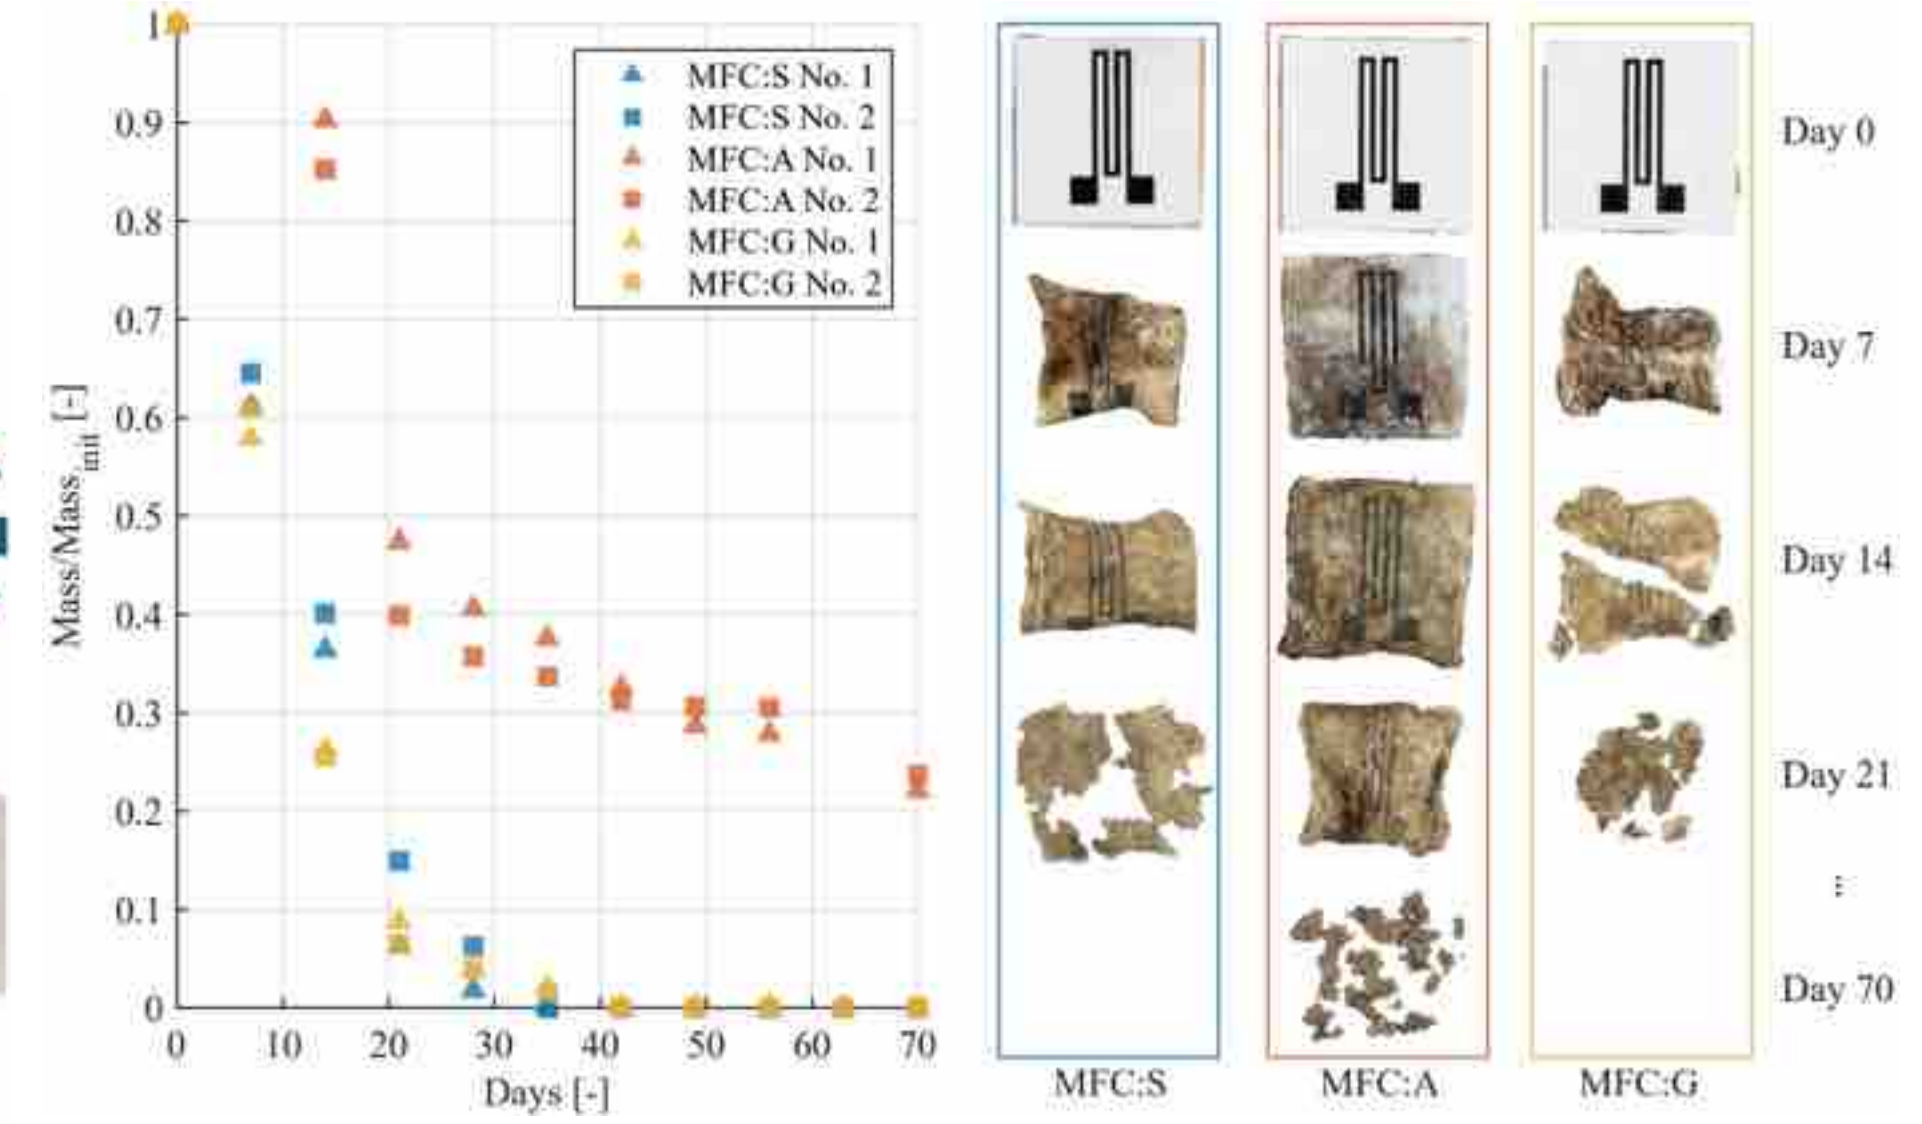 1
0.9
0.8
0.7
0.6
0.5
0.4
0.3
0.2
0.1
0
Mass/Mass,init [-]
0 10 20 30 40 50 60 70
Days [-]
MFC:S No. 1
MFC:S No. 2
MFC:A No. 1
MFC:A No. 2
MFC:G No. 1
MFC:G No. 2
Day 0
Day 7
Day 14
Day 21
⋮
Day 70
MFC:S MFC:A MFC:G